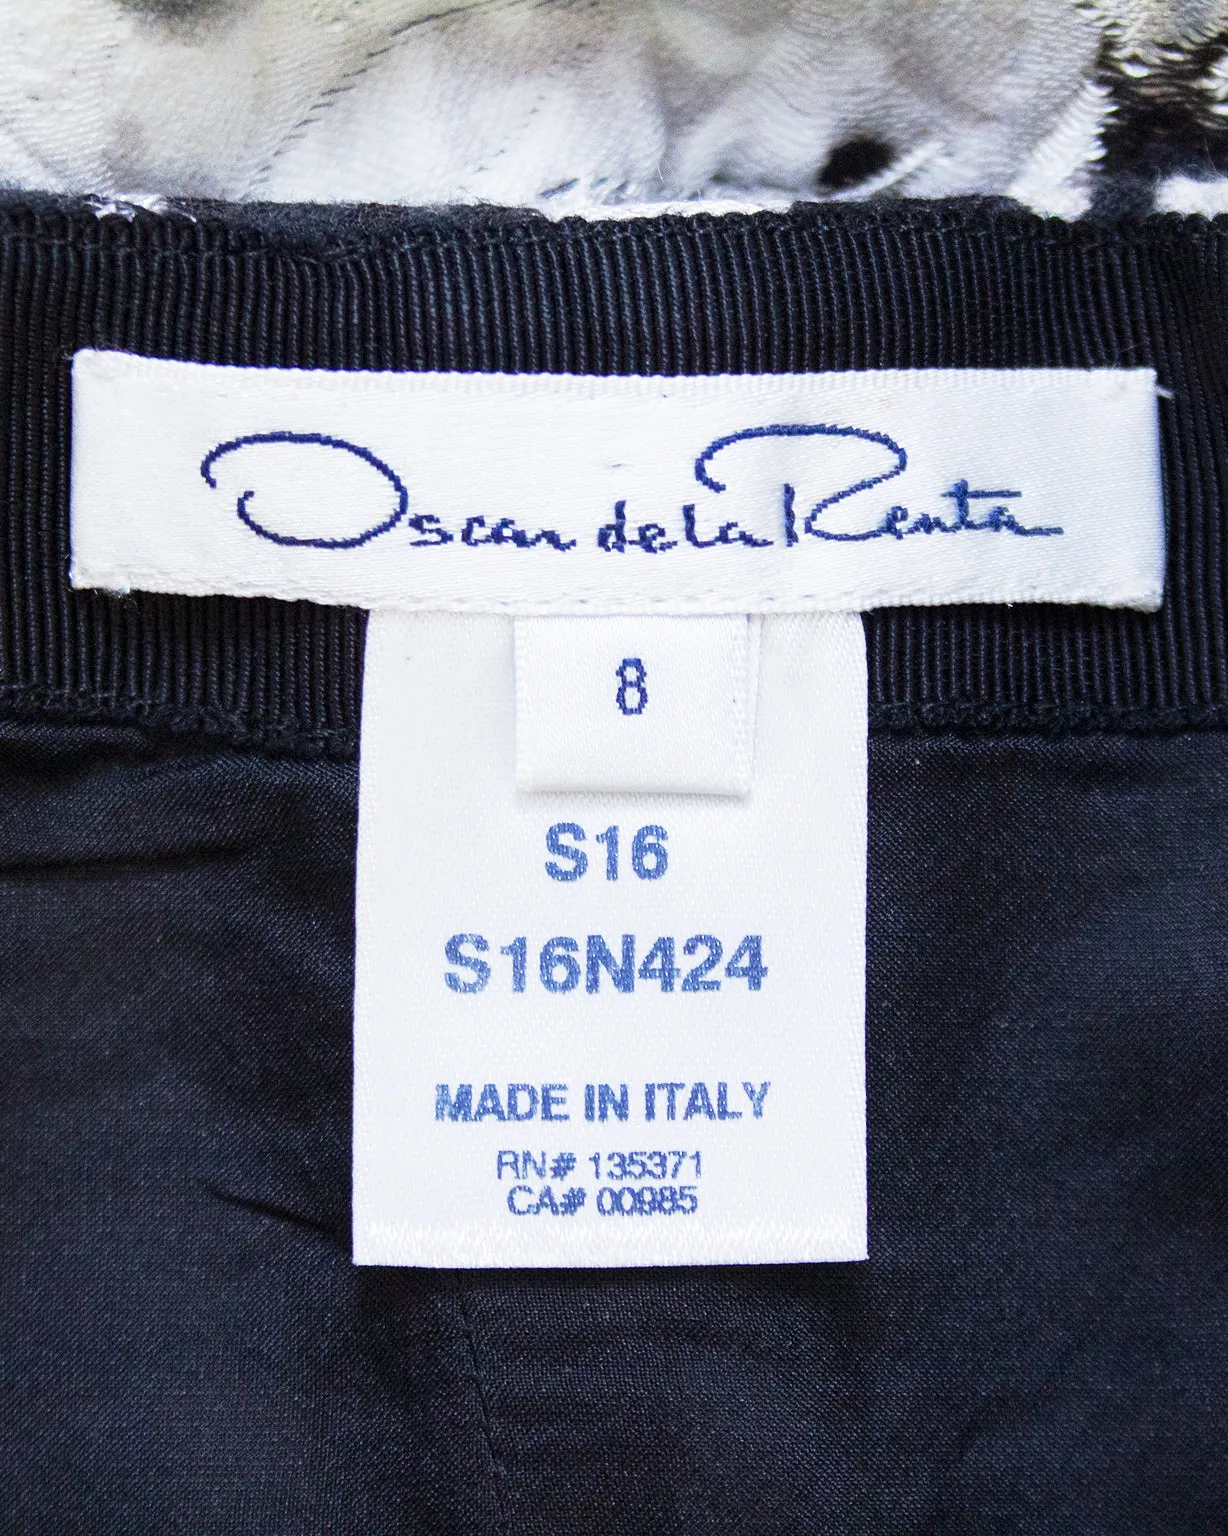 Oscar de la Renta
8
S16
S16N424
MADE IN ITALY
RN# 135371
CA# 00985